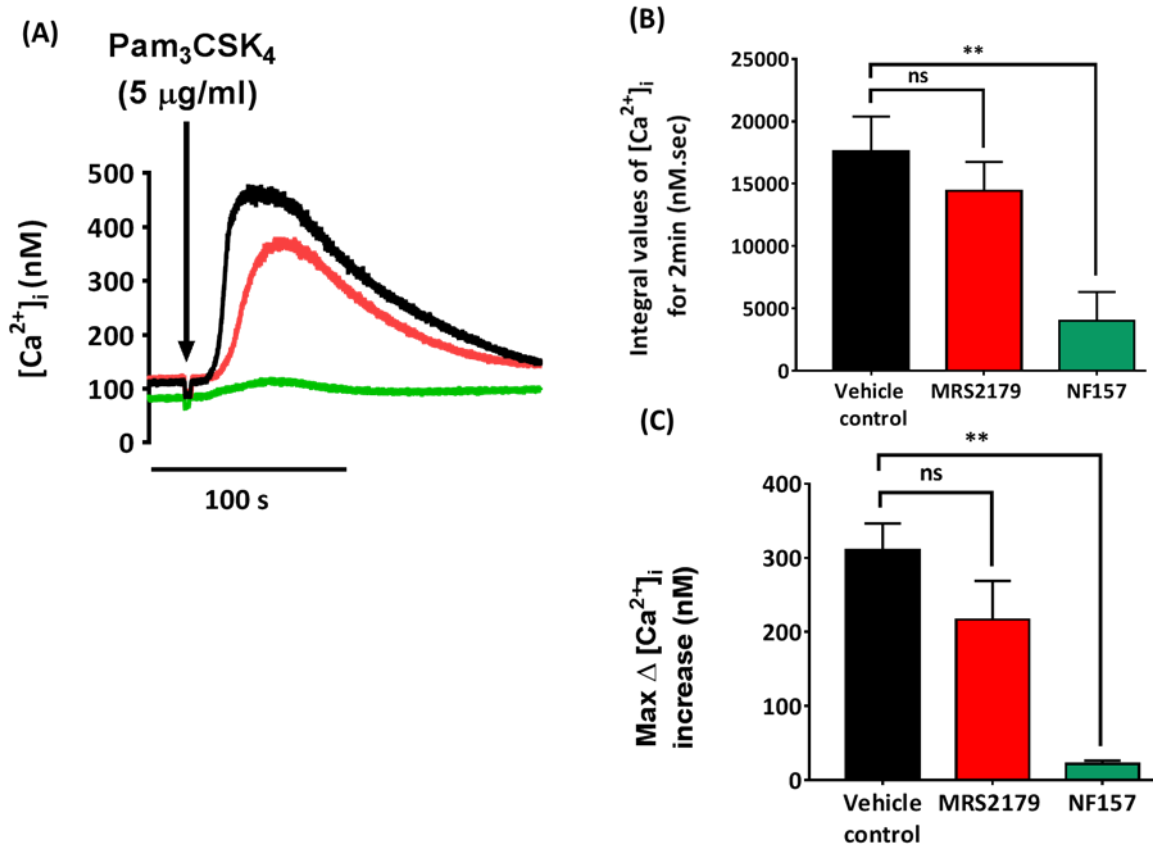 (A)
Pam₃CSK₄
(5 μg/ml)
[Ca²⁺]ᵢ (nM)
500
400
300
200
100
0
100 s
(B)
Integral values of [Ca²⁺]ᵢ
for 2min (nM.sec)
25000
20000
15000
10000
5000
0
**
ns
Vehicle
control
MRS2179
NF157
(C)
Max Δ [Ca²⁺]ᵢ
increase (nM)
400
300
200
100
0
**
ns
Vehicle
control
MRS2179
NF157